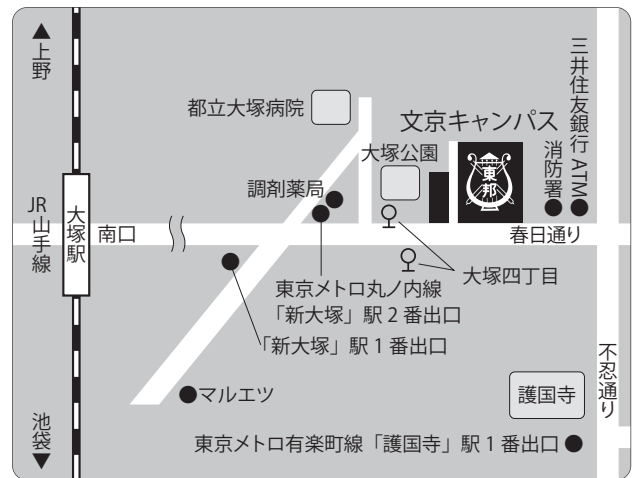 ▲上野
JR山手線
大塚駅
池袋▼
南口
都立大塚病院
調剤薬局
文京キャンパス
大塚公園
東邦
消防署
三井住友銀行 ATM
春日通り
大塚四丁目
東京メトロ丸ノ内線
「新大塚」駅 2 番出口
「新大塚」駅 1 番出口
マルエツ
不忍通り
護国寺
東京メトロ有楽町線「護国寺」駅 1 番出口